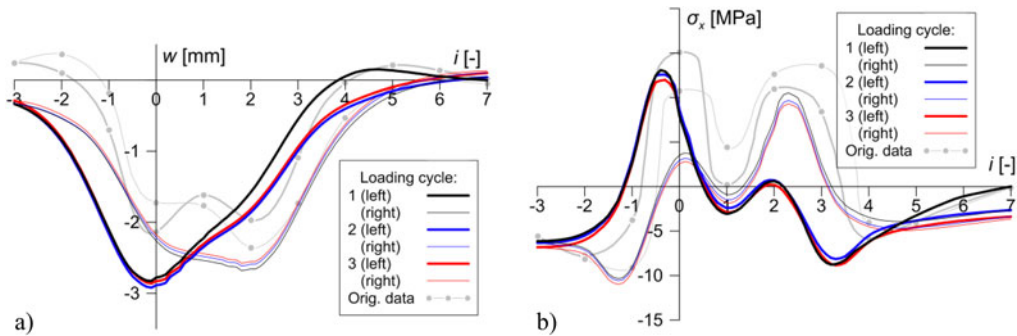 w [mm]
i [-]
-3 -2 -1 0 1 2 3 4 5 6 7
-1
-2
-3
Loading cycle:
1 (left)
(right)
2 (left)
(right)
3 (left)
(right)
Orig. data
a)
σx [MPa]
Loading cycle:
1 (left)
(right)
2 (left)
(right)
3 (left)
(right)
Orig. data
i [-]
-3 -2 -1 0 1 2 3 4 5 6 7
-5
-10
-15
b)